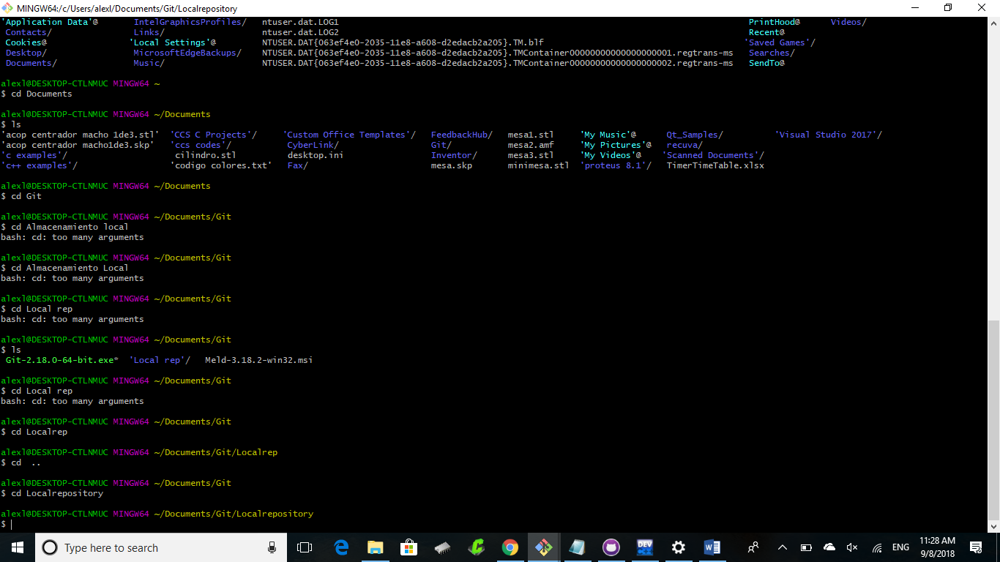 MINGW64:/c/Users/alexl/Documents/Git/Localrepository
'Application Data'@ IntelGraphicsProfiles/ ntuser.dat.LOG1 PrintHood@ Videos/
Contacts/ Links/ ntuser.dat.LOG2 Recent@
Cookies@ 'Local Settings'@ NTUSER.DAT{063ef4e0-2035-11e8-a608-d2edacb2a205}.TM.blf 'Saved Games'/
Desktop/ MicrosoftEdgeBackups/ NTUSER.DAT{063ef4e0-2035-11e8-a608-d2edacb2a205}.TMContainer00000000000000000001.regtrans-ms Searches/
Documents/ Music/ NTUSER.DAT{063ef4e0-2035-11e8-a608-d2edacb2a205}.TMContainer00000000000000000002.regtrans-ms SendTo@
alexl@DESKTOP-CTLNMUC MINGW64 ~
$ cd Documents
alexl@DESKTOP-CTLNMUC MINGW64 ~/Documents
$ ls
'acop centrador macho 1de3.stl' 'CCS C Projects'/ 'Custom Office Templates'/ FeedbackHub/ mesa1.stl 'My Music'@ Qt_Samples/ 'Visual Studio 2017'/
'acop centrador macho1de3.skp' 'ccs codes'/ CyberLink/ Git/ mesa2.amf 'My Pictures'@ recuva/
'c examples'/ cilindro.stl desktop.ini Inventor/ mesa3.stl 'My Videos'@ 'Scanned Documents'/
'c++ examples'/ 'codigo colores.txt' Fax/ mesa.skp minimesa.stl 'proteus 8.1'/ TimerTimeTable.xlsx
alexl@DESKTOP-CTLNMUC MINGW64 ~/Documents
$ cd Git
alexl@DESKTOP-CTLNMUC MINGW64 ~/Documents/Git
$ cd Almacenamiento local
bash: cd: too many arguments
alexl@DESKTOP-CTLNMUC MINGW64 ~/Documents/Git
$ cd Almacenamiento Local
bash: cd: too many arguments
alexl@DESKTOP-CTLNMUC MINGW64 ~/Documents/Git
$ cd Local rep
bash: cd: too many arguments
alexl@DESKTOP-CTLNMUC MINGW64 ~/Documents/Git
$ ls
Git-2.18.0-64-bit.exe* 'Local rep'/ Meld-3.18.2-win32.msi
alexl@DESKTOP-CTLNMUC MINGW64 ~/Documents/Git
$ cd Local rep
bash: cd: too many arguments
alexl@DESKTOP-CTLNMUC MINGW64 ~/Documents/Git
$ cd Localrep
alexl@DESKTOP-CTLNMUC MINGW64 ~/Documents/Git/Localrep
$ cd  ..
alexl@DESKTOP-CTLNMUC MINGW64 ~/Documents/Git
$ cd Localrepository
alexl@DESKTOP-CTLNMUC MINGW64 ~/Documents/Git/Localrepository
$
Type here to search DEV ENG 11:28 AM
9/8/2018